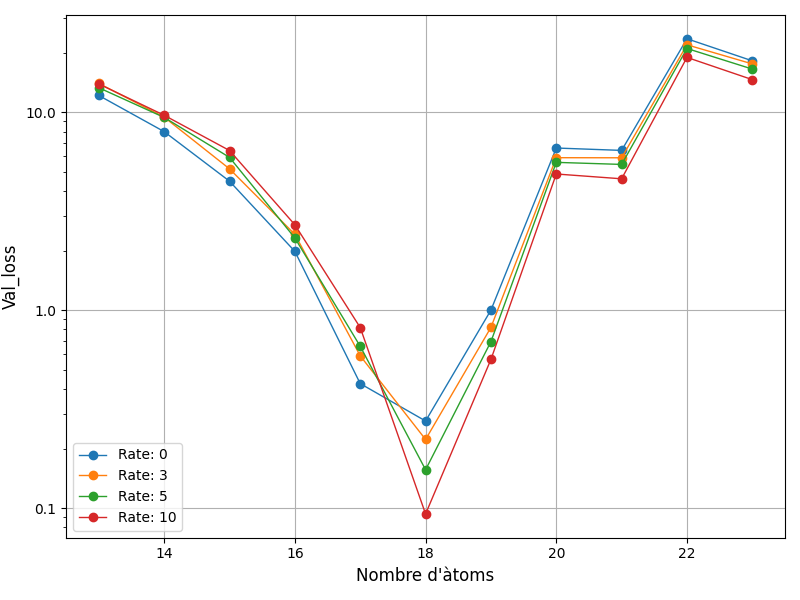 10.0
1.0
0.1
Val_loss
Rate: 0
Rate: 3
Rate: 5
Rate: 10
14
16
18
20
22
Nombre d'àtoms